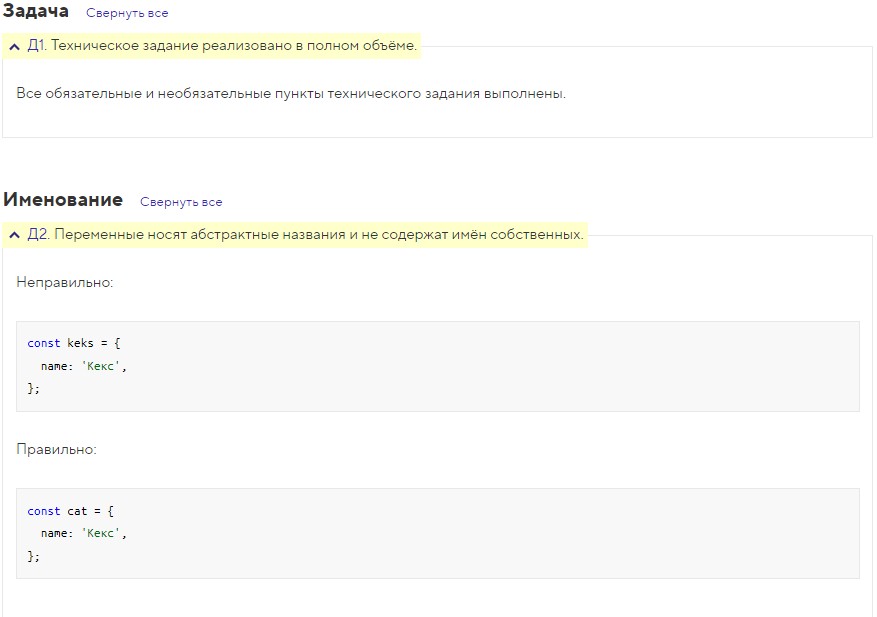 Задача Свернуть все
Д1. Техническое задание реализовано в полном объёме.
Все обязательные и необязательные пункты технического задания выполнены.
Именование Свернуть все
Д2. Переменные носят абстрактные названия и не содержат имён собственных.
Неправильно:
const keks = {
name: 'Кекс',
};
Правильно:
const cat = {
name: 'Кекс',
};